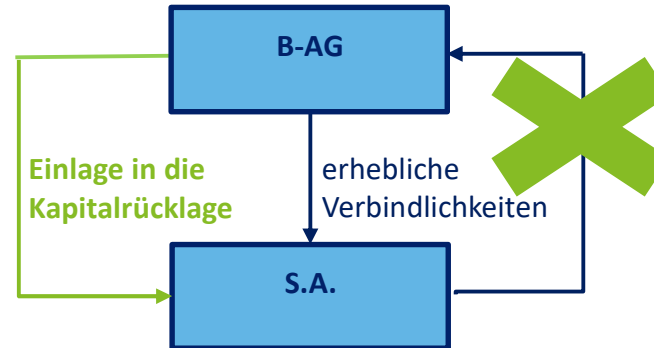 B-AG
Einlage in die
Kapitalrücklage
erhebliche
Verbindlichkeiten
S.A.